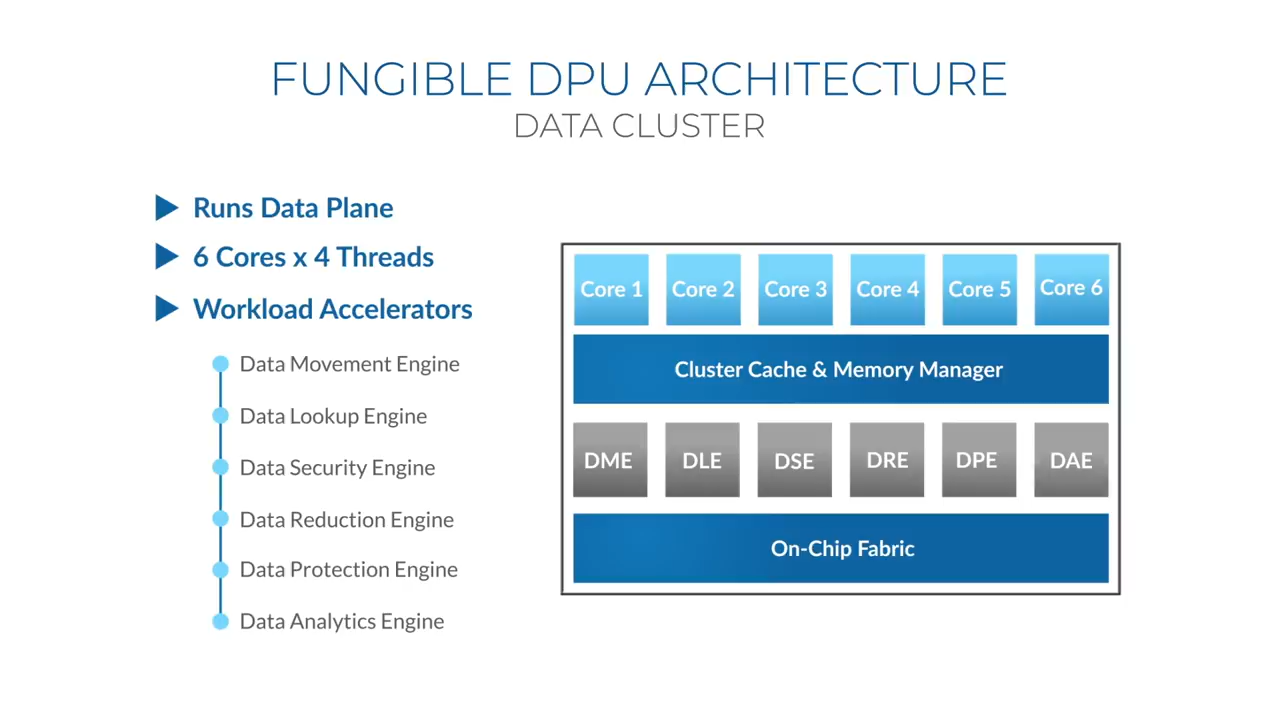 FUNGIBLE DPU ARCHITECTURE
DATA CLUSTER
Runs Data Plane
6 Cores x 4 Threads
Workload Accelerators
Data Movement Engine
Data Lookup Engine
Data Security Engine
Data Reduction Engine
Data Protection Engine
Data Analytics Engine
Core 1 Core 2 Core 3 Core 4 Core 5 Core 6
Cluster Cache & Memory Manager
DME DLE DSE DRE DPE DAE
On-Chip Fabric